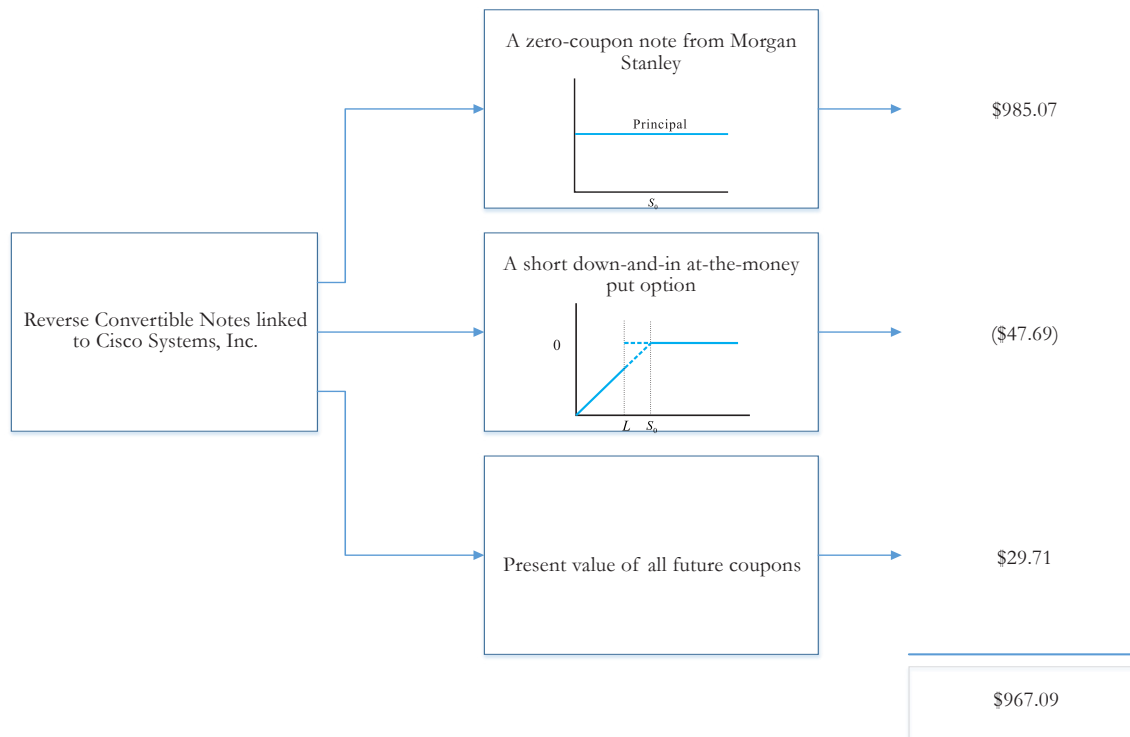 A zero-coupon note from Morgan
Stanley
Principal
S₀
$985.07
Reverse Convertible Notes linked
to Cisco Systems, Inc.
A short down-and-in at-the-money
put option
0
L S₀
($47.69)
Present value of all future coupons
$29.71
$967.09